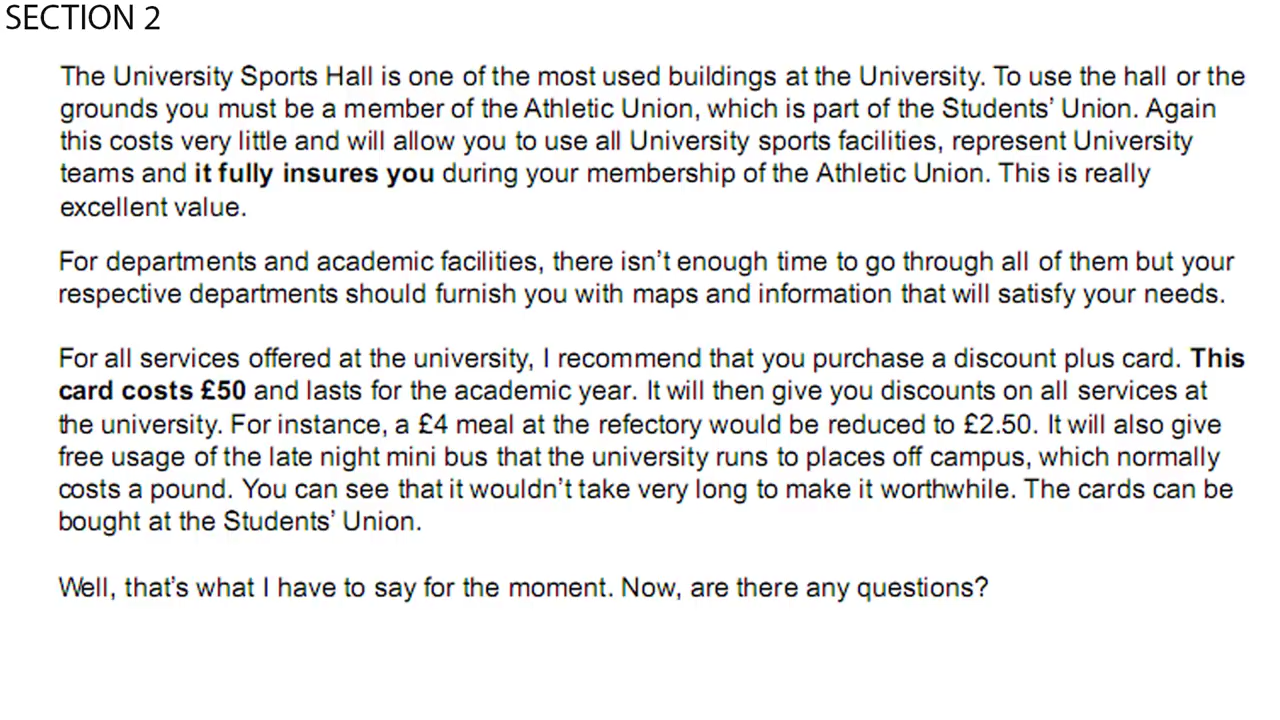 SECTION 2
The University Sports Hall is one of the most used buildings at the University. To use the hall or the
grounds you must be a member of the Athletic Union, which is part of the Students’ Union. Again
this costs very little and will allow you to use all University sports facilities, represent University
teams and it fully insures you during your membership of the Athletic Union. This is really
excellent value.
For departments and academic facilities, there isn’t enough time to go through all of them but your
respective departments should furnish you with maps and information that will satisfy your needs.
For all services offered at the university, I recommend that you purchase a discount plus card. This
card costs £50 and lasts for the academic year. It will then give you discounts on all services at
the university. For instance, a £4 meal at the refectory would be reduced to £2.50. It will also give
free usage of the late night mini bus that the university runs to places off campus, which normally
costs a pound. You can see that it wouldn’t take very long to make it worthwhile. The cards can be
bought at the Students’ Union.
Well, that’s what I have to say for the moment. Now, are there any questions?